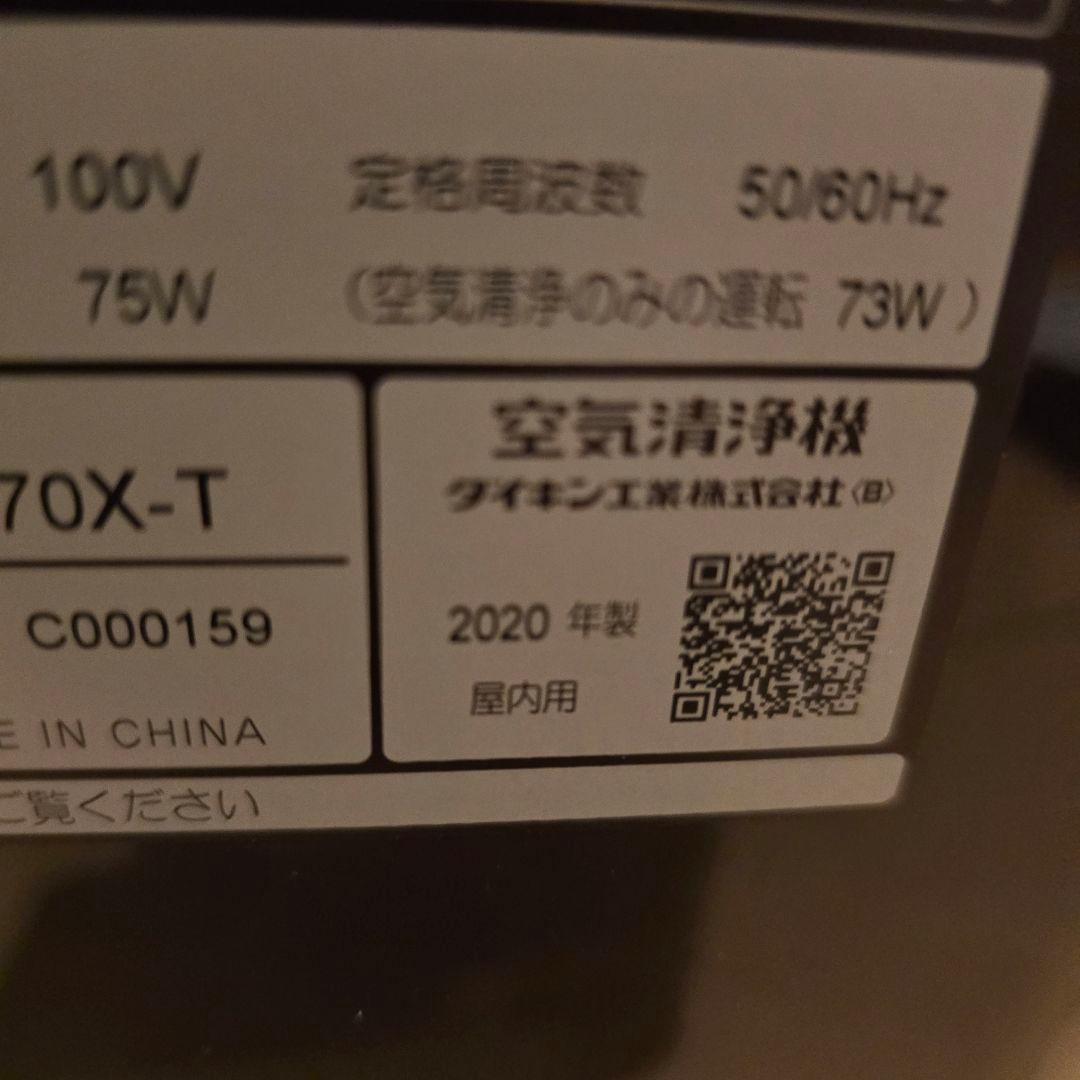 100V 定格周波数 50/60Hz
75W (空気清浄のみの運転 73W )
70X-T
C000159
E IN CHINA
空気清浄機
ダイキン工業株式会社〈日〉
2020 年製
屋内用
ご覧ください